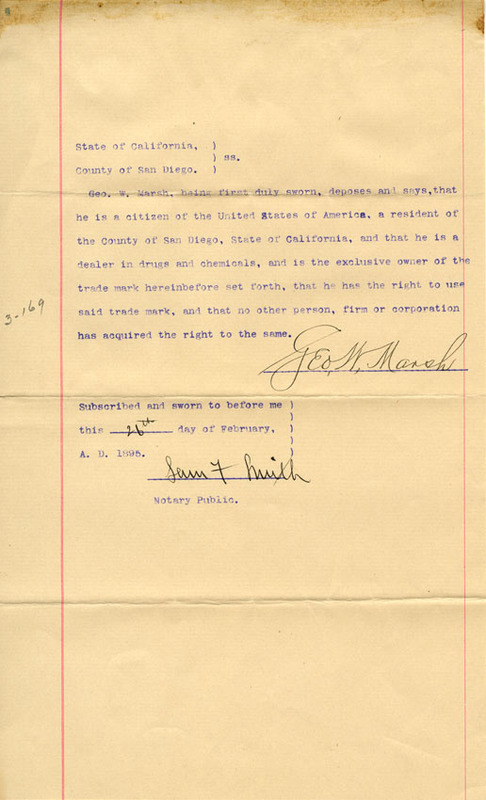 State of California, )
) ss.
County of San Diego. )
Geo. W. Marsh, being first duly sworn, deposes and says, that
he is a citizen of the United States of America, a resident of
the County of San Diego, State of California, and that he is a
dealer in drugs and chemicals, and is the exclusive owner of the
trade mark hereinbefore set forth, that he has the right to use
said trade mark, and that no other person, firm or corporation
has acquired the right to the same.
3-169
Geo. W. Marsh
Subscribed and sworn to before me )
this 26th day of February, )
A. D. 1895. )
F Smith
Notary Public.